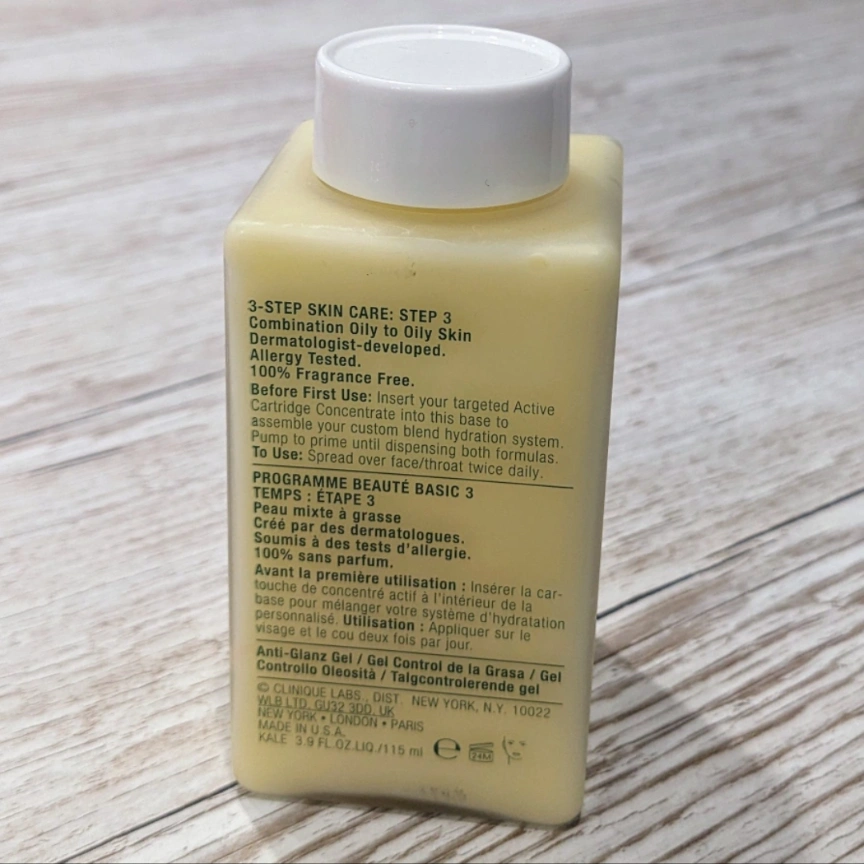 3-STEP SKIN CARE: STEP 3
Combination Oily to Oily Skin
Dermatologist-developed.
Allergy Tested.
100% Fragrance Free.
Before First Use: Insert your targeted Active
Cartridge Concentrate into this base to
assemble your custom blend hydration system.
Pump to prime until dispensing both formulas.
To Use: Spread over face/throat twice daily.
PROGRAMME BEAUTÉ BASIC 3
TEMPS : ÉTAPE 3
Peau mixte à grasse
Créé par des dermatologues.
Soumis à des tests d'allergie.
100% sans parfum.
Avant la première utilisation : Insérer la car-
touche de concentré actif à l'intérieur de la
base pour mélanger votre système d'hydratation
personnalisé. Utilisation : Appliquer sur le
visage et le cou deux fois par jour.
Anti-Glanz Gel / Gel Control de la Grasa / Gel
Controllo Oleosità / Talgcontrolerende gel
© CLINIQUE LABS., DIST. NEW YORK, N.Y. 10022
WLB LTD, GU32 3DD, UK
NEW YORK • LONDON • PARIS
MADE IN U.S.A.
KALE 3.9 FL.OZ.LIQ./115 ml ℮ 24M